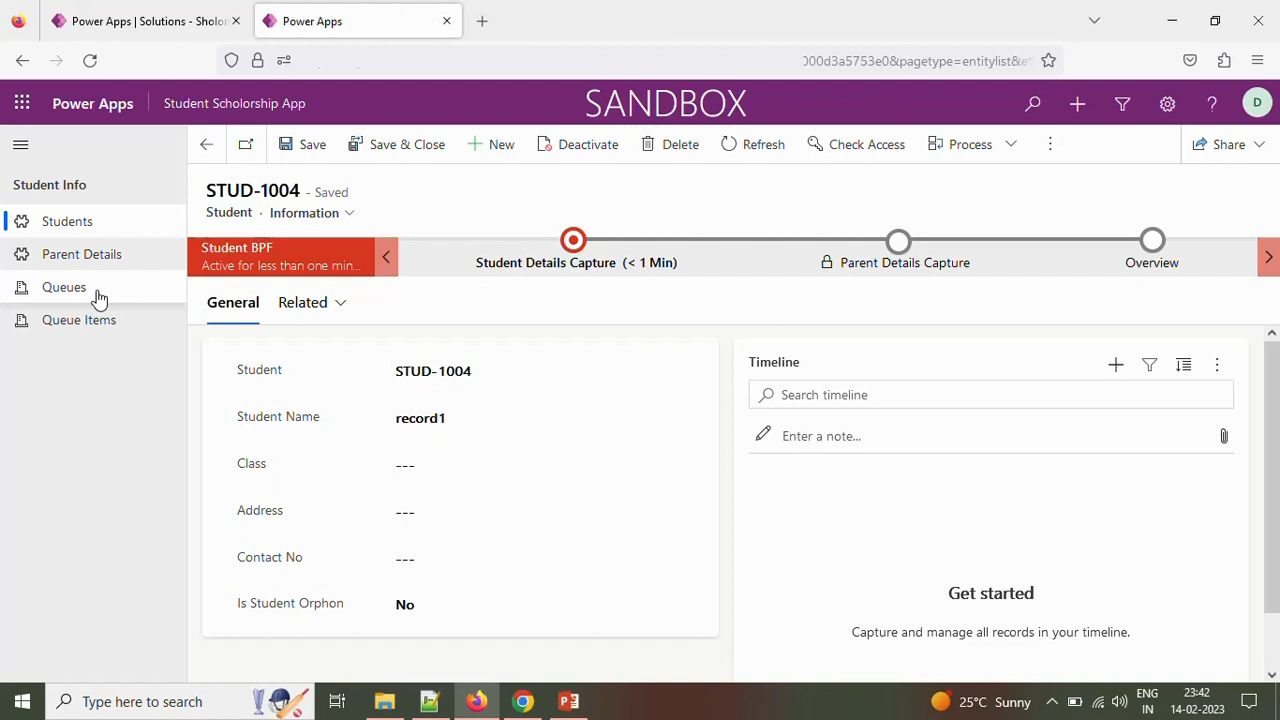 Power Apps | Solutions - Sholor
Power Apps
000d3a5753e0&pagetype=entitylist&et
Power Apps
Student Scholorship App
SANDBOX
D
Save
Save & Close
New
Deactivate
Delete
Refresh
Check Access
Process
Share
Student Info
Students
Parent Details
Queues
Queue Items
STUD-1004 - Saved
Student · Information
Student BPF
Active for less than one min...
Student Details Capture (< 1 Min)
Parent Details Capture
Overview
General
Related
Student
STUD-1004
Student Name
record1
Class
---
Address
---
Contact No
---
Is Student Orphon
No
Timeline
Search timeline
Enter a note...
Get started
Capture and manage all records in your timeline.
Type here to search
25°C Sunny
ENG
IN
23:42
14-02-2023